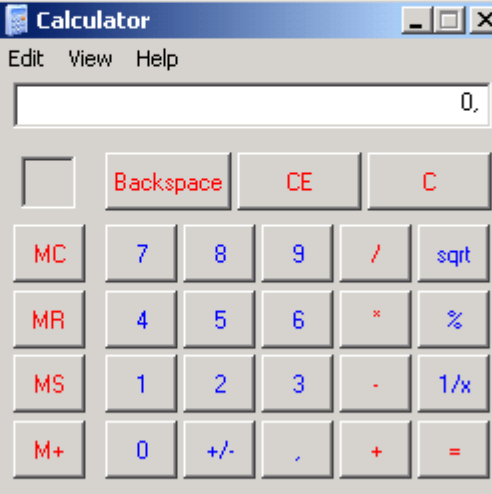 Calculator
Edit View Help
0,
Backspace CE C
MC 7 8 9 / sqrt
MR 4 5 6 * %
MS 1 2 3 - 1/x
M+ 0 +/- , + =